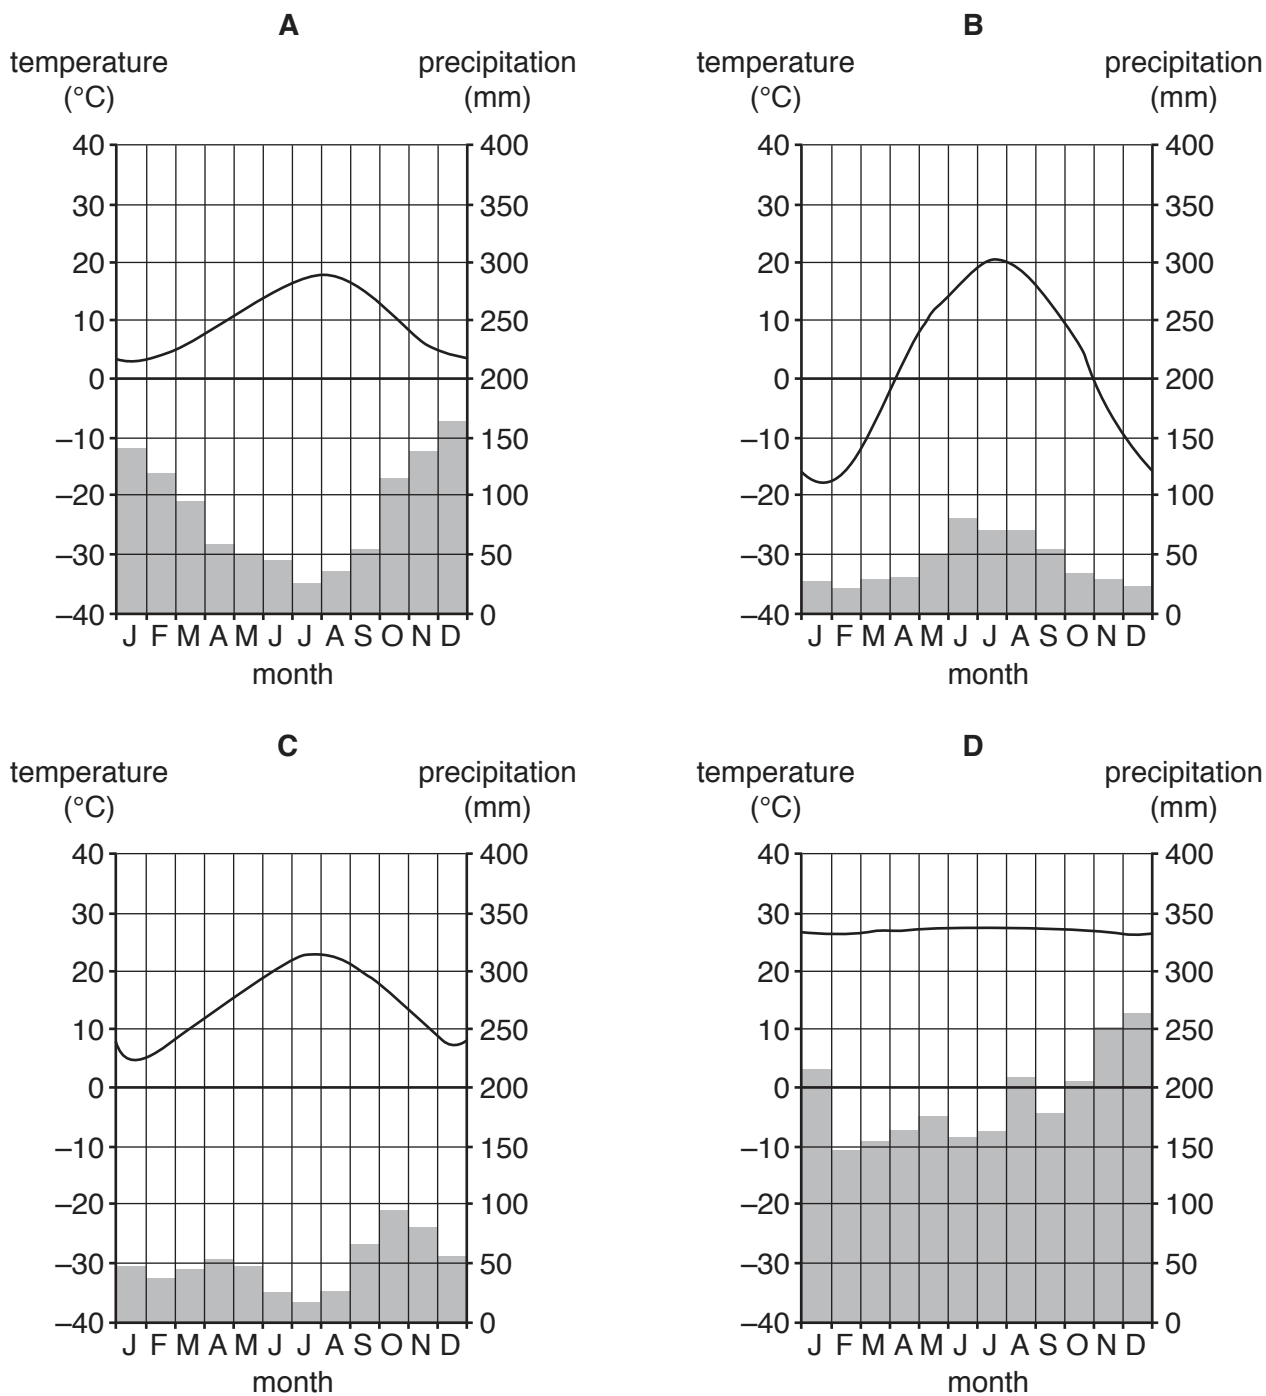 A
temperature (°C)
precipitation (mm)
40 400
30 350
20 300
10 250
0 200
–10 150
–20 100
–30 50
–40 0
J F M A M J J A S O N D
month
B
temperature (°C)
precipitation (mm)
40 400
30 350
20 300
10 250
0 200
–10 150
–20 100
–30 50
–40 0
J F M A M J J A S O N D
month
C
temperature (°C)
precipitation (mm)
40 400
30 350
20 300
10 250
0 200
–10 150
–20 100
–30 50
–40 0
J F M A M J J A S O N D
month
D
temperature (°C)
precipitation (mm)
40 400
30 350
20 300
10 250
0 200
–10 150
–20 100
–30 50
–40 0
J F M A M J J A S O N D
month